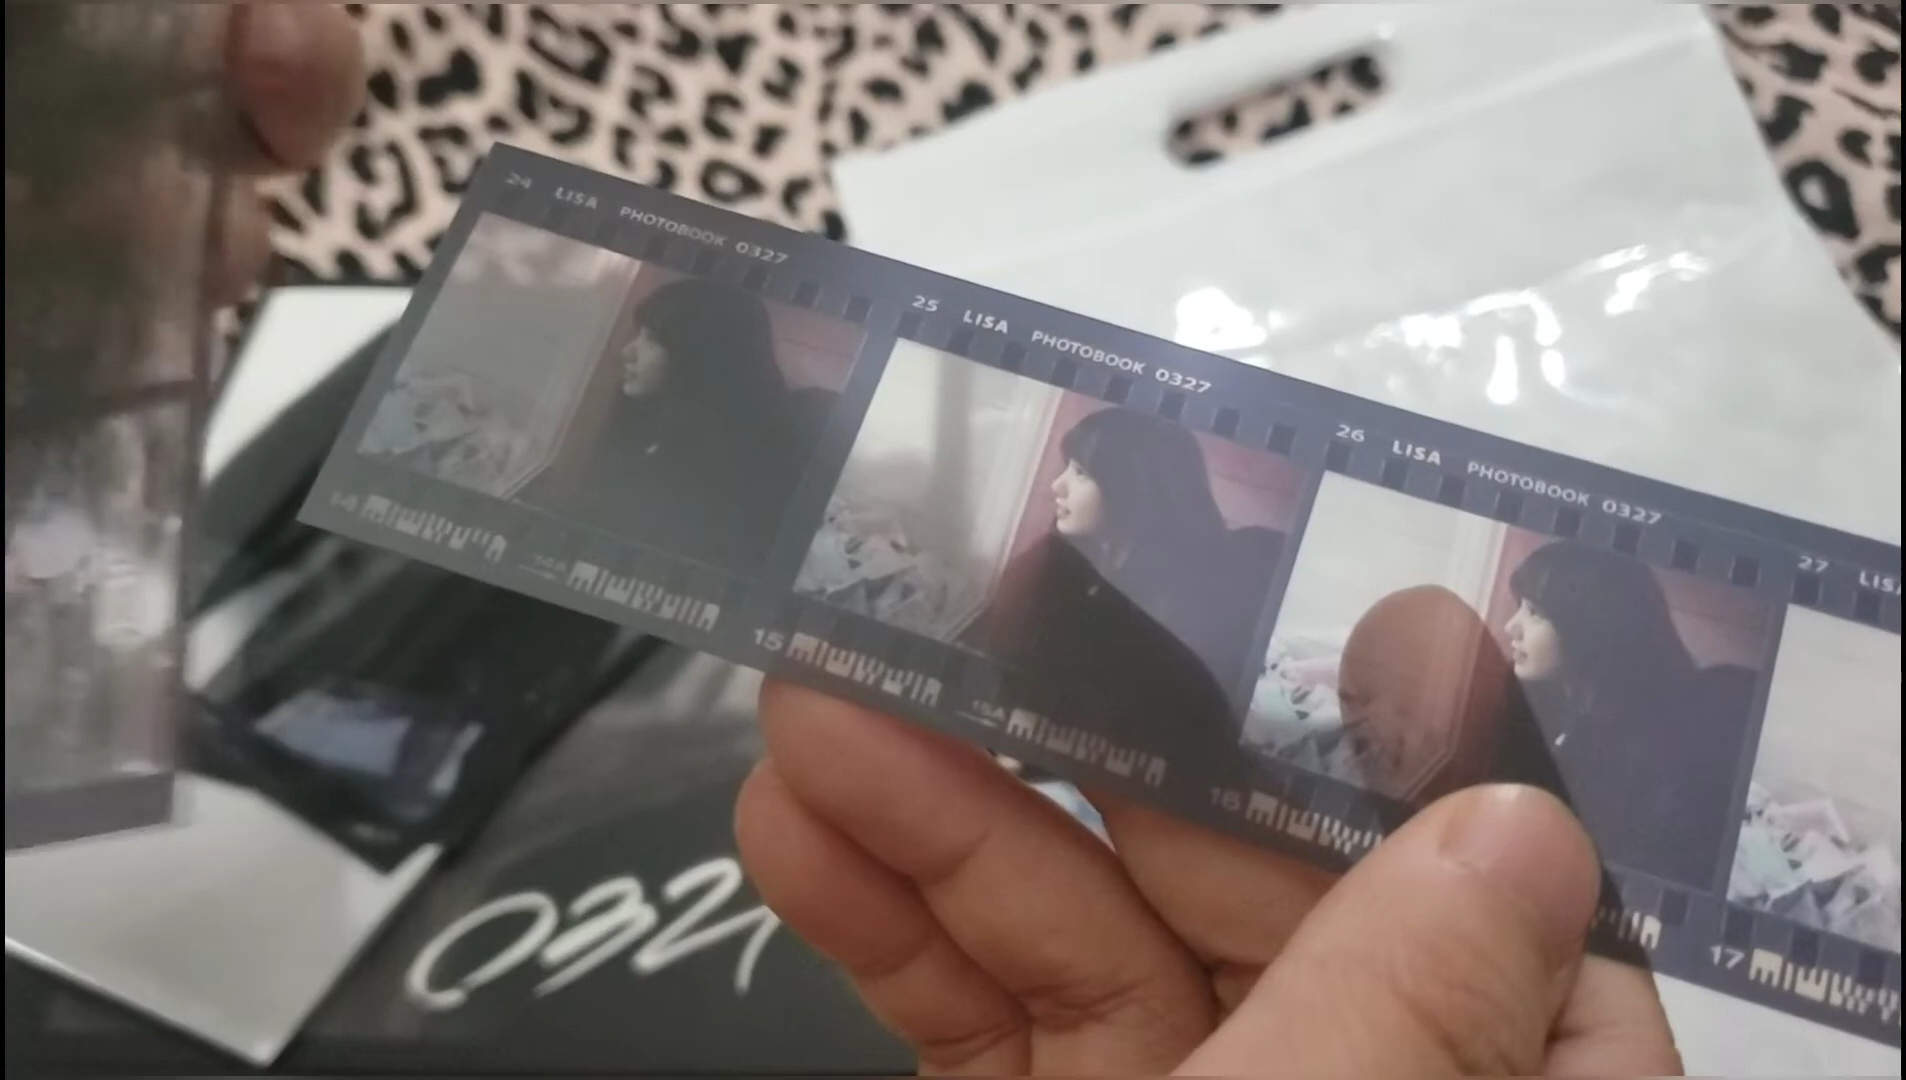 24 LISA PHOTOBOOK 0327
25 LISA PHOTOBOOK 0327
26 LISA PHOTOBOOK 0327
27 LISA
14
14A
15
15A
16
17
0327